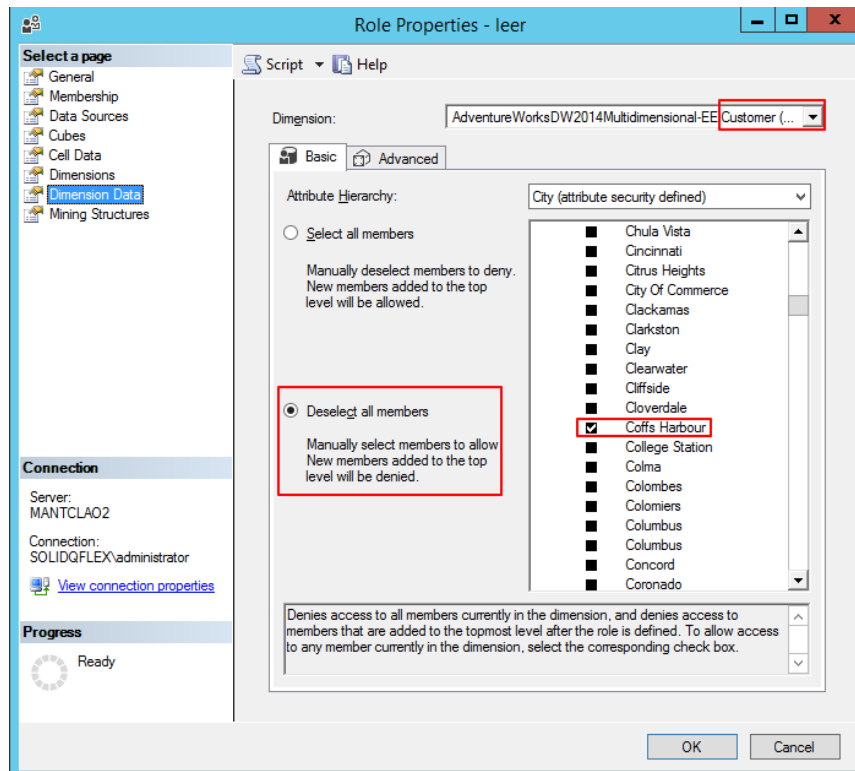 Role Properties - leer
Select a page
General
Membership
Data Sources
Cubes
Cell Data
Dimensions
Dimension Data
Mining Structures
Connection
Server:
MANTCLAO2
Connection:
SOLIDQFLEX\administrator
View connection properties
Progress
Ready
Script Help
Dimension: AdventureWorksDW2014Multidimensional-EE Customer (...
Basic Advanced
Attribute Hierarchy: City (attribute security defined)
Select all members
Manually deselect members to deny.
New members added to the top
level will be allowed.
Deselect all members
Manually select members to allow
New members added to the top
level will be denied.
Chula Vista
Cincinnati
Citrus Heights
City Of Commerce
Clackamas
Clarkston
Clay
Clearwater
Cliffside
Cloverdale
Coffs Harbour
College Station
Colma
Colombes
Colomiers
Columbus
Columbus
Concord
Coronado
Denies access to all members currently in the dimension, and denies access to
members that are added to the topmost level after the role is defined. To allow access
to any member currently in the dimension, select the corresponding check box.
OK Cancel